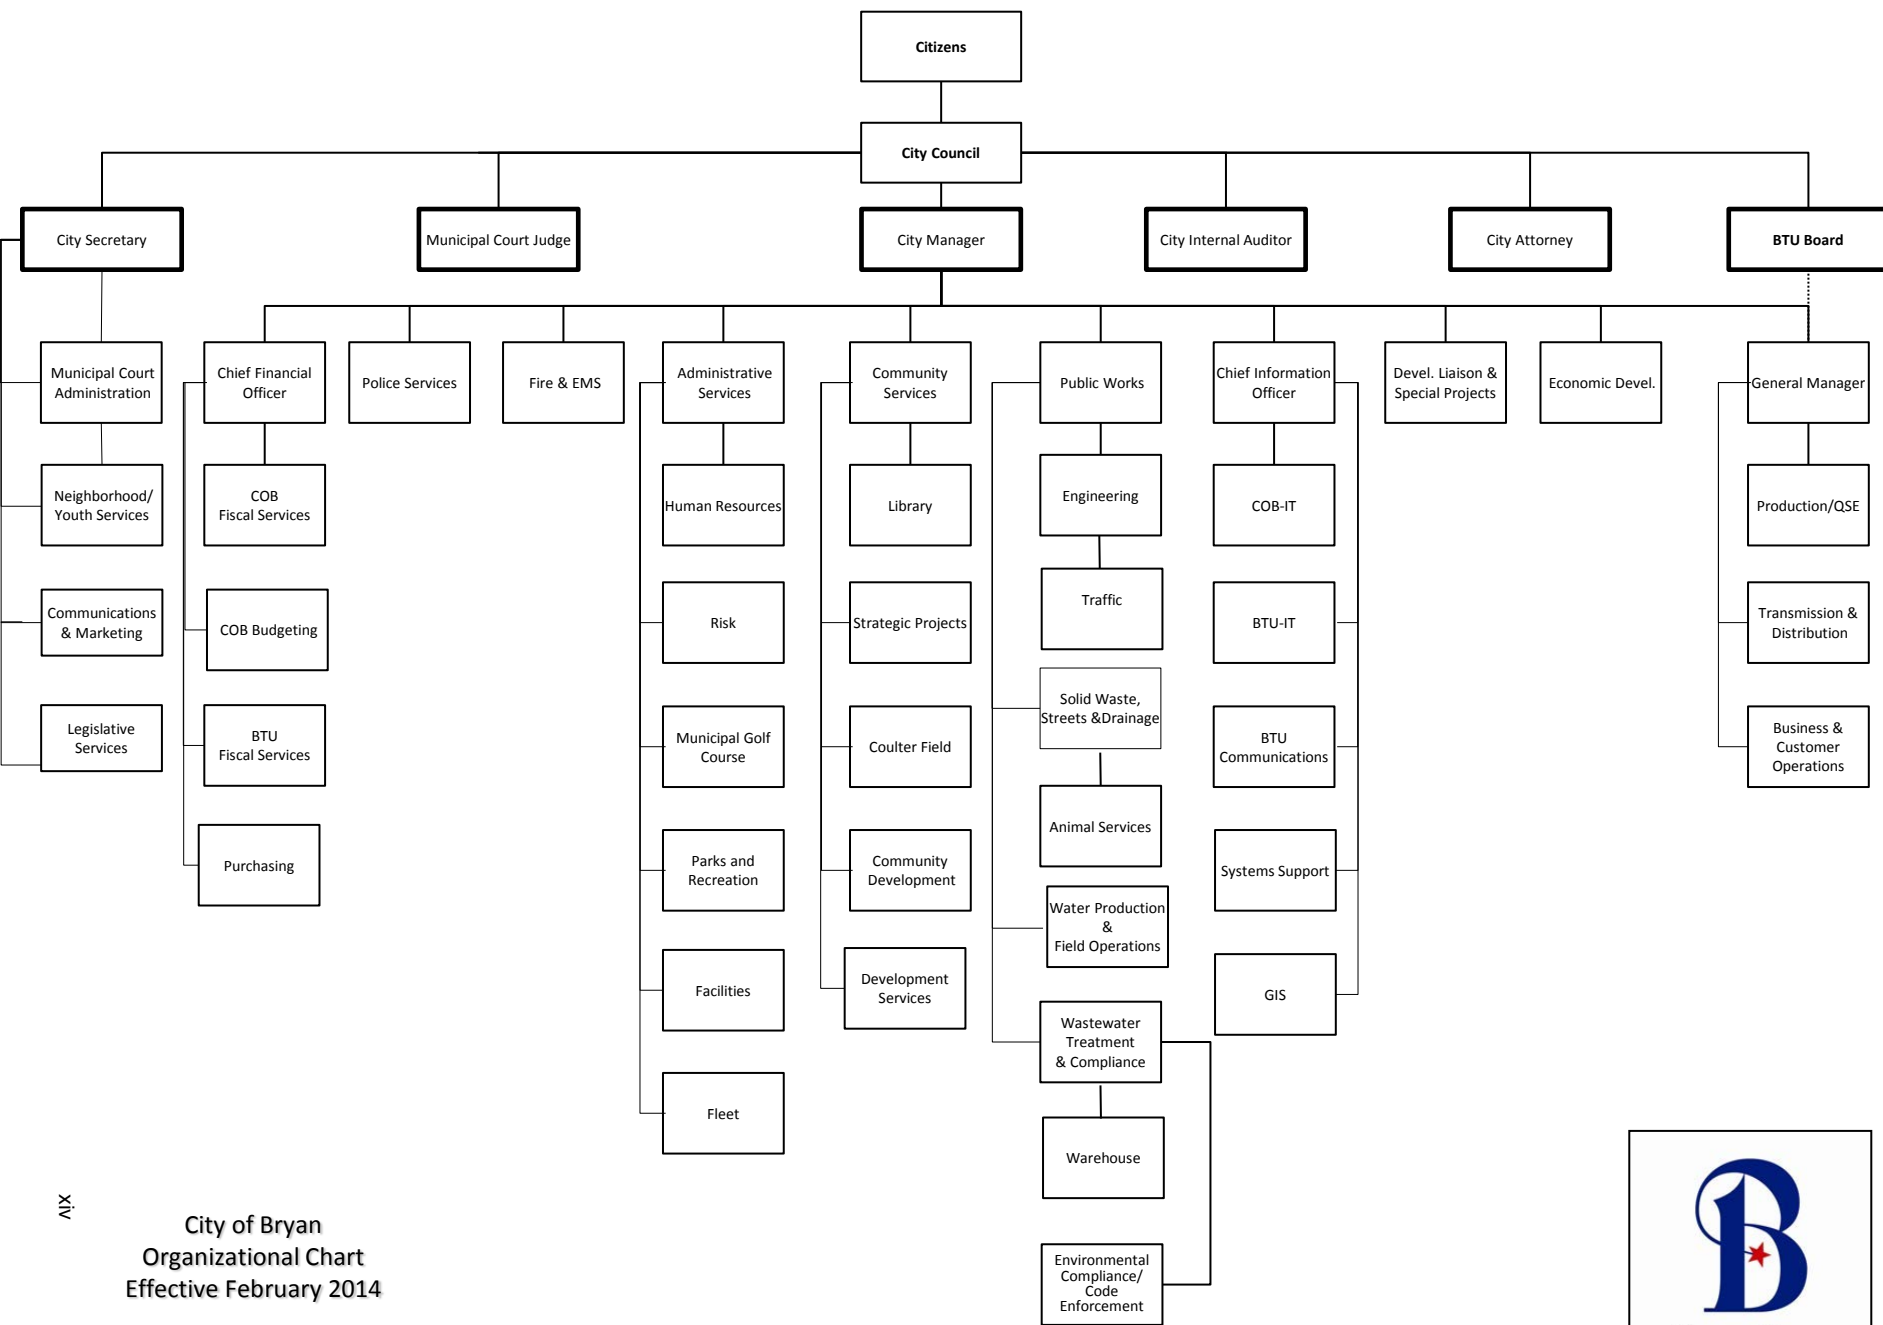 Citizens
City Council
City Secretary
Municipal Court Judge
City Manager
City Internal Auditor
City Attorney
BTU Board
Municipal Court
Administration
Chief Financial
Officer
Police Services
Fire & EMS
Administrative
Services
Community
Services
Public Works
Chief Information
Officer
Devel. Liaison &
Special Projects
Economic Devel.
General Manager
Neighborhood/
Youth Services
COB
Fiscal Services
Human Resources
Library
Engineering
COB-IT
Production/QSE
Communications
& Marketing
COB Budgeting
Risk
Strategic Projects
Traffic
BTU-IT
Transmission &
Distribution
Legislative
Services
BTU
Fiscal Services
Municipal Golf
Course
Coulter Field
Solid Waste,
Streets &Drainage
BTU
Communications
Business &
Customer
Operations
Purchasing
Parks and
Recreation
Community
Development
Animal Services
Systems Support
Facilities
Development
Services
Water Production
&
Field Operations
GIS
Fleet
Wastewater
Treatment
& Compliance
Warehouse
Environmental
Compliance/
Code
Enforcement
xiv
City of Bryan
Organizational Chart
Effective February 2014
B